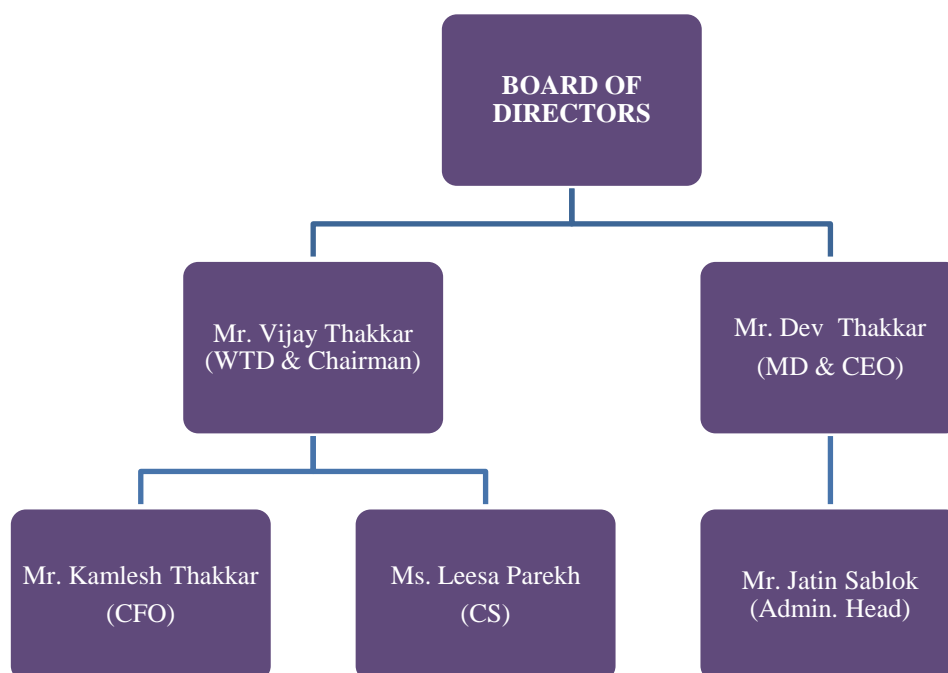 BOARD OF
DIRECTORS
Mr. Vijay Thakkar
(WTD & Chairman)
Mr. Dev Thakkar
(MD & CEO)
Mr. Kamlesh Thakkar
(CFO)
Ms. Leesa Parekh
(CS)
Mr. Jatin Sablok
(Admin. Head)